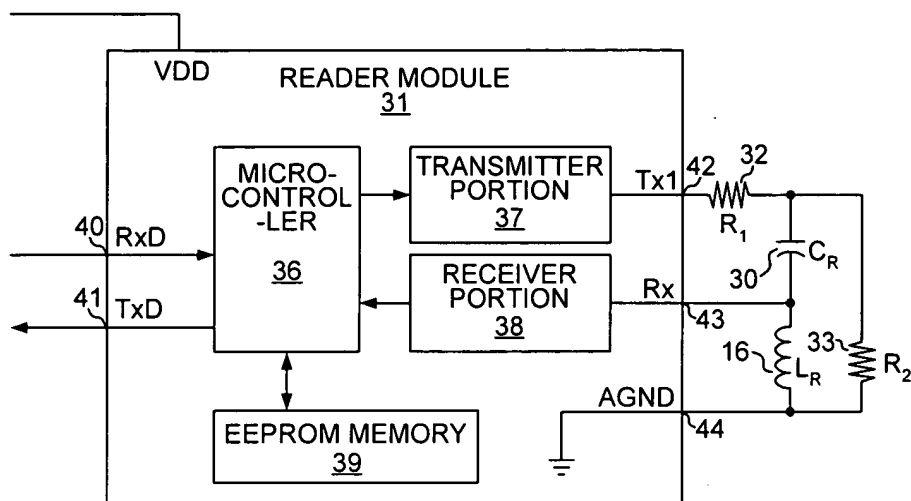 VDD
READER MODULE
31
MICRO-
CONTROL
-LER
36
TRANSMITTER
PORTION
37
Tx1
42
32
R1
40
RxD
41
TxD
RECEIVER
PORTION
38
Rx
43
30
CR
16
LR
33
R2
AGND
44
EEPROM MEMORY
39